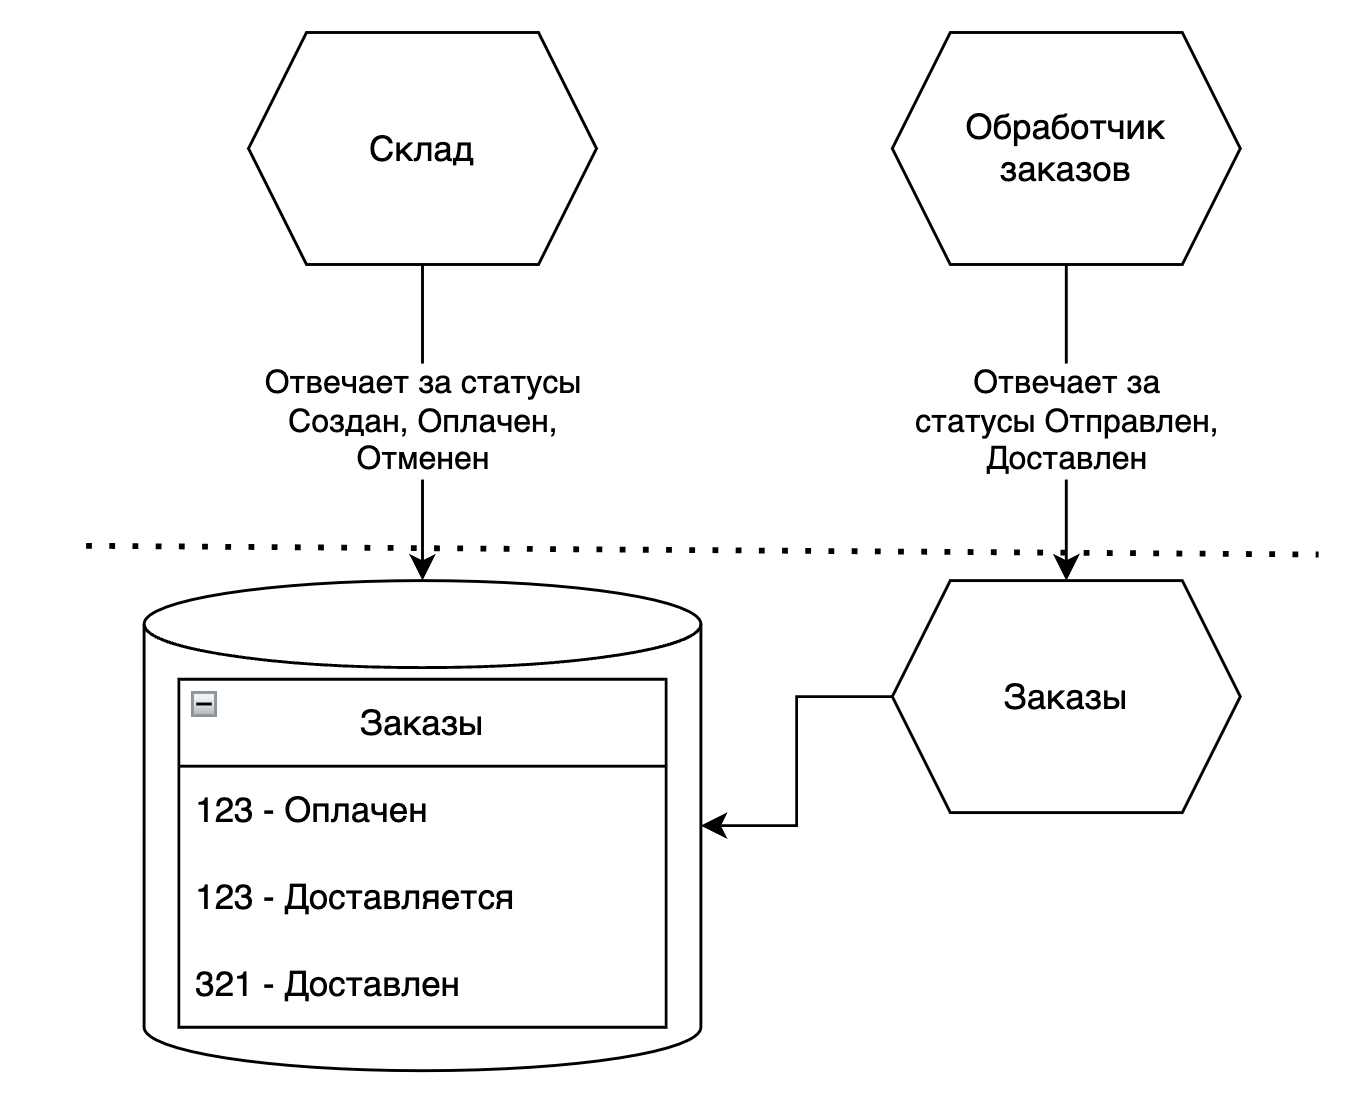 Склад
Обработчик
заказов
Отвечает за статусы
Создан, Оплачен,
Отменен
Отвечает за
статусы Отправлен,
Доставлен
Заказы
123 - Оплачен
123 - Доставляется
321 - Доставлен
Заказы